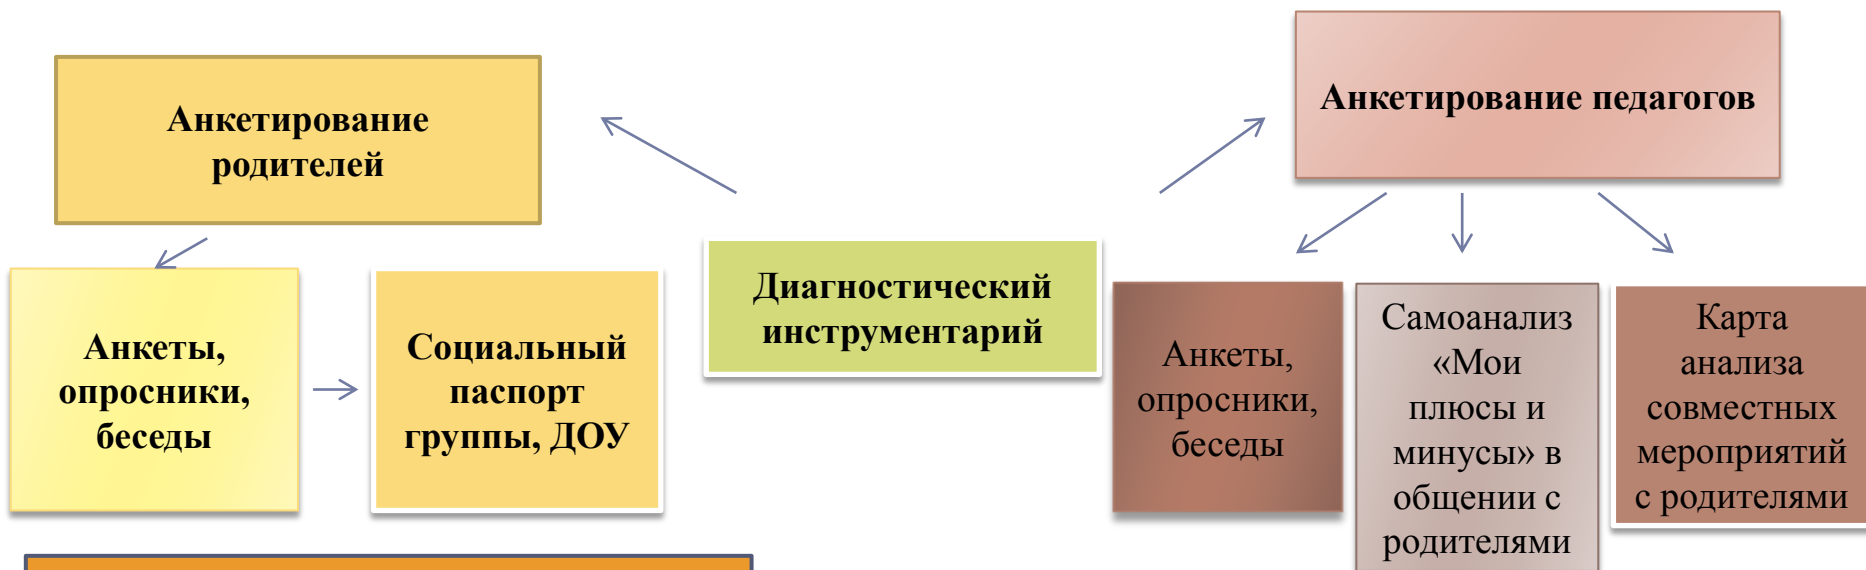 Анкетирование
родителей
Анкетирование педагогов
Диагностический
инструментарий
Анкеты,
опросники,
беседы
Социальный
паспорт
группы, ДОУ
Анкеты,
опросники,
беседы
Самоанализ
«Мои
плюсы и
минусы» в
общении с
родителями
Карта
анализа
совместных
мероприятий
с родителями